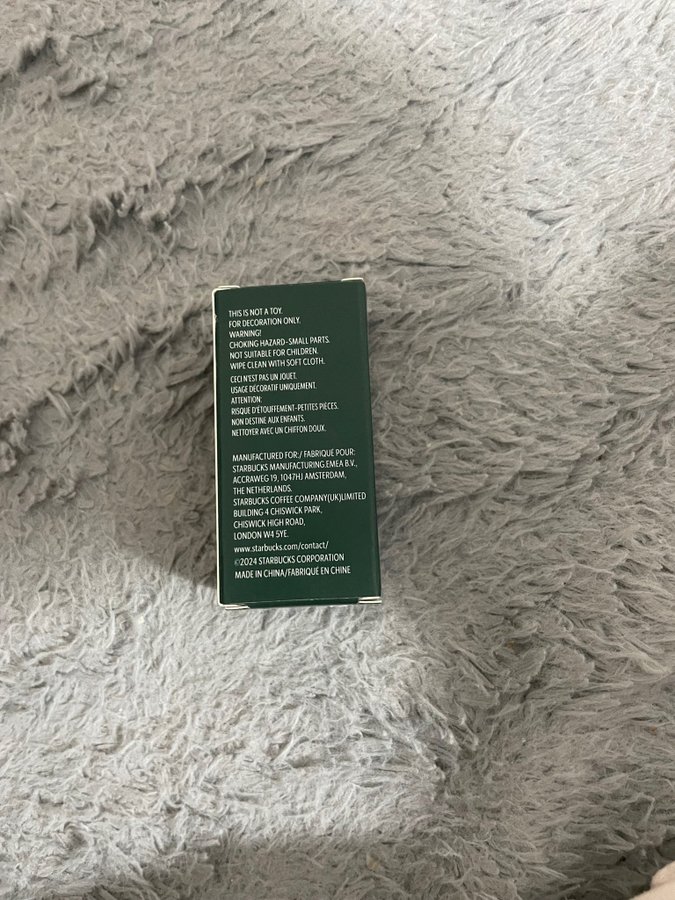 THIS IS NOT A TOY.
FOR DECORATION ONLY.
WARNING!
CHOKING HAZARD-SMALL PARTS.
NOT SUITABLE FOR CHILDREN.
WIPE CLEAN WITH SOFT CLOTH.
CECI N'EST PAS UN JOUET.
USAGE DÉCORATIF UNIQUEMENT.
ATTENTION:
RISQUE D'ÉTOUFFEMENT-PETITES PIÈCES.
NON DESTINE AUX ENFANTS.
NETTOYER AVEC UN CHIFFON DOUX.
MANUFACTURED FOR:/ FABRIQUÉ POUR:
STARBUCKS MANUFACTURING.EMEA B.V.,
ACCRAWEG 19, 1047HJ AMSTERDAM,
THE NETHERLANDS.
STARBUCKS COFFEE COMPANY(UK)LIMITED
BUILDING 4 CHISWICK PARK,
CHISWICK HIGH ROAD,
LONDON W4 5YE.
www.starbucks.com/contact/
©2024 STARBUCKS CORPORATION
MADE IN CHINA/FABRIQUÉ EN CHINE